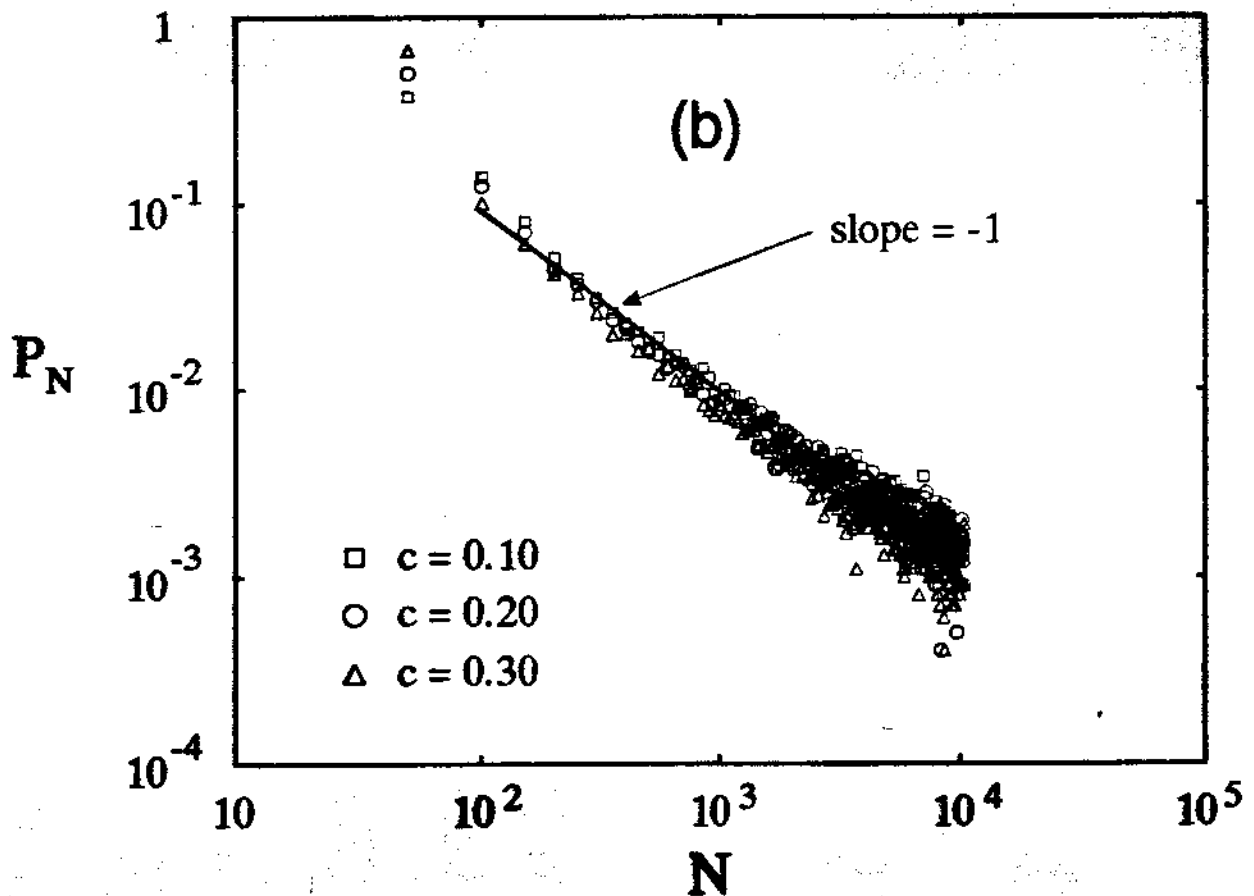 1
(b)
10^-1
slope = -1
P_N
10^-2
10^-3
□ c = 0.10
○ c = 0.20
△ c = 0.30
10^-4
10 10^2 10^3 10^4 10^5
N